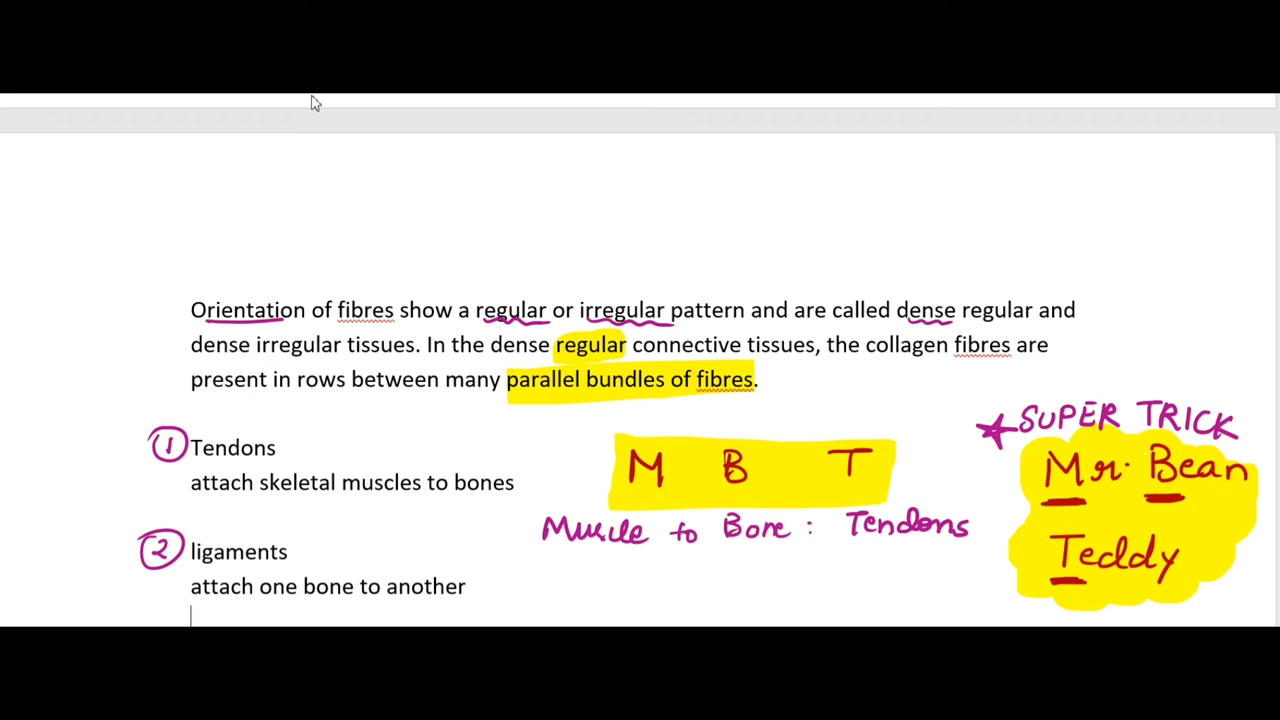 Orientation of fibres show a regular or irregular pattern and are called dense regular and
dense irregular tissues. In the dense regular connective tissues, the collagen fibres are
present in rows between many parallel bundles of fibres.
★ SUPER TRICK
① Tendons
M B T
Mr. Bean
attach skeletal muscles to bones
Muscle to Bone : Tendons
Teddy
② ligaments
attach one bone to another